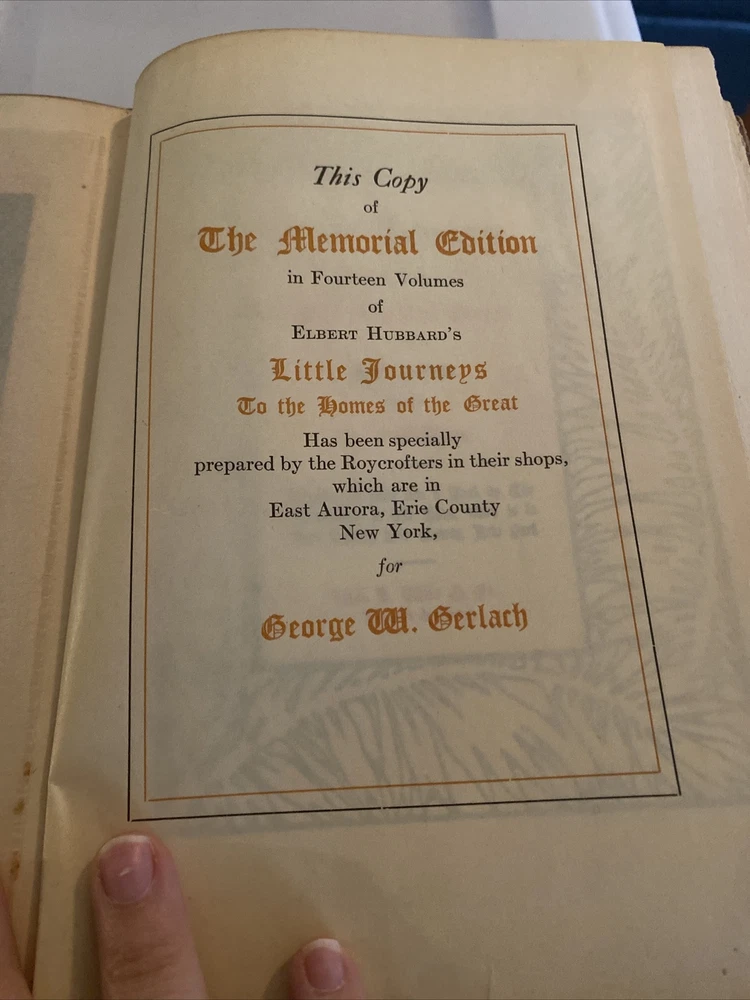 This Copy
of
The Memorial Edition
in Fourteen Volumes
of
ELBERT HUBBARD'S
Little Journeys
To the Homes of the Great
Has been specially
prepared by the Roycrofters in their shops,
which are in
East Aurora, Erie County
New York,
for
George W. Gerlach